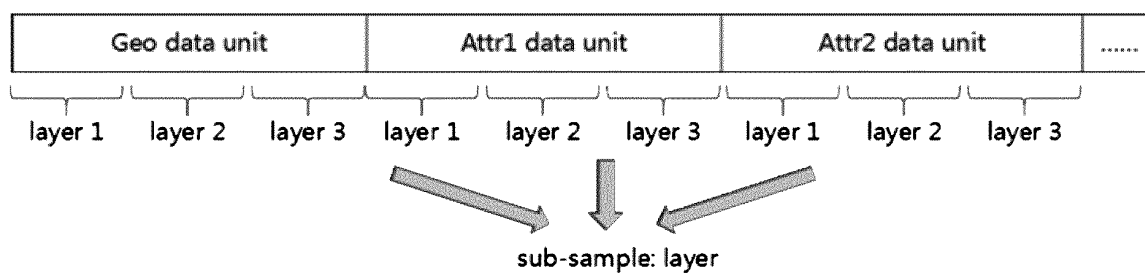 Geo data unit Attr1 data unit Attr2 data unit ......
layer 1 layer 2 layer 3 layer 1 layer 2 layer 3 layer 1 layer 2 layer 3
sub-sample: layer